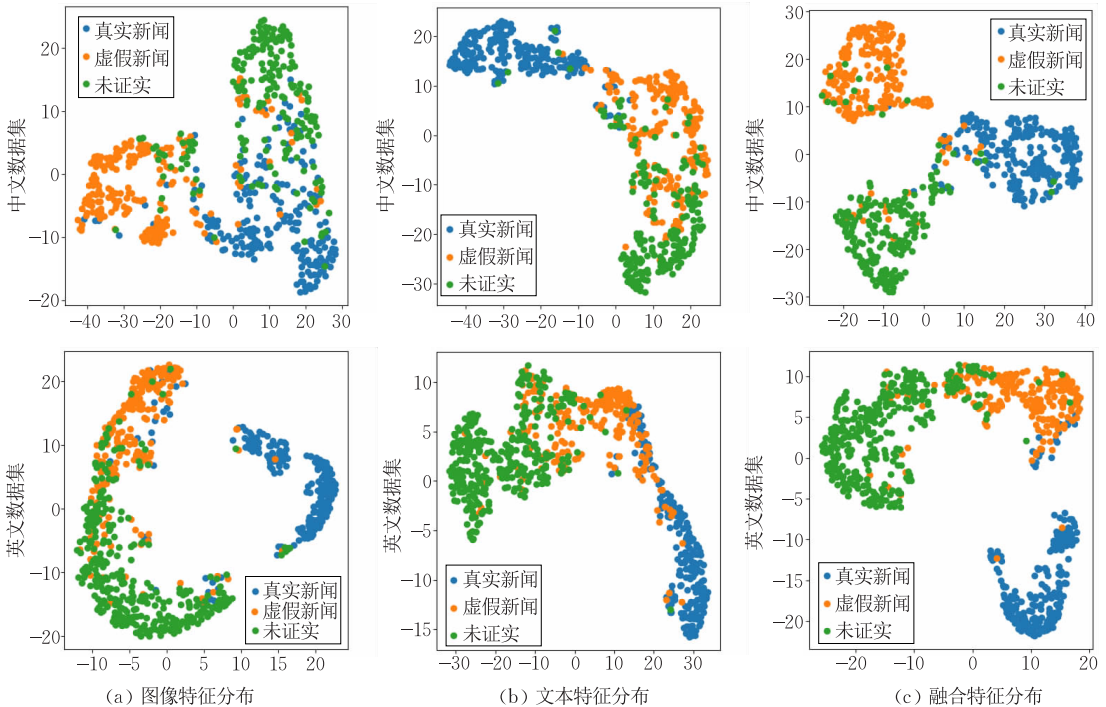 真实新闻
虚假新闻
未证实
中文数据集
20
10
0
−10
−20
−40 −30 −20 −10 0 10 20 30
真实新闻
虚假新闻
未证实
中文数据集
20
10
0
−10
−20
−30
−40 −30 −20 −10 0 10 20
真实新闻
虚假新闻
未证实
中文数据集
30
20
10
0
−10
−20
−30
−20 −10 0 10 20 30 40
真实新闻
虚假新闻
未证实
英文数据集
20
10
0
−10
−20
−10 −5 0 5 10 15 20
(a) 图像特征分布
真实新闻
虚假新闻
未证实
英文数据集
10
5
0
−5
−10
−15
−30 −20 −10 0 10 20 30
(b) 文本特征分布
真实新闻
虚假新闻
未证实
英文数据集
10
5
0
−5
−10
−15
−20
−20 −10 0 10 20
(c) 融合特征分布